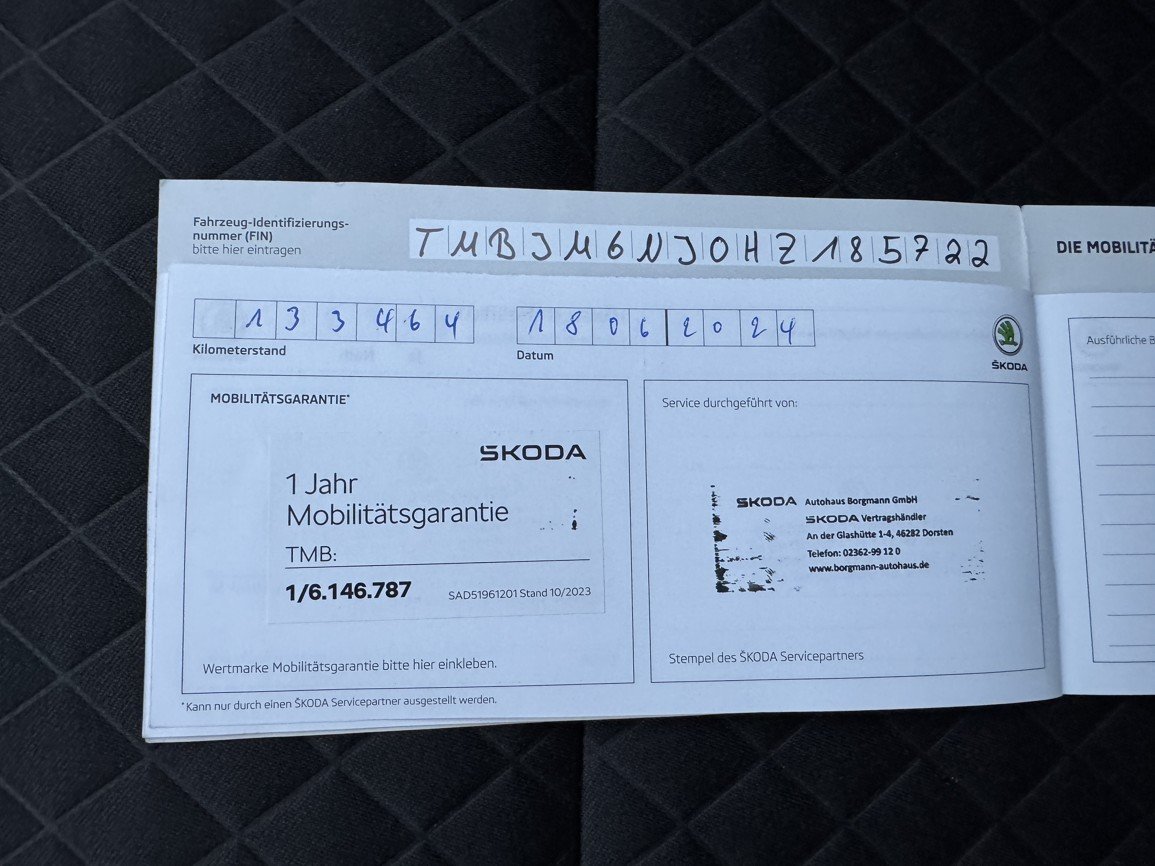 Fahrzeug-Identifizierungs-
nummer (FIN)
bitte hier eintragen
TMBJM6NJ0HZ185722
133464
Kilometerstand
18062024
Datum
ŠKODA
MOBILITÄTSGARANTIE*
ŠKODA
1 Jahr
Mobilitätsgarantie
TMB:
1/6.146.787
SAD51961201 Stand 10/2023
Wertmarke Mobilitätsgarantie bitte hier einkleben.
*Kann nur durch einen ŠKODA Servicepartner ausgestellt werden.
Service durchgeführt von:
ŠKODA Autohaus Borgmann GmbH
ŠKODA Vertragshändler
An der Glashütte 1-4, 46282 Dorsten
Telefon: 02362-99 12 0
www.borgmann-autohaus.de
Stempel des ŠKODA Servicepartners
DIE MOBILITÄ
Ausführliche B